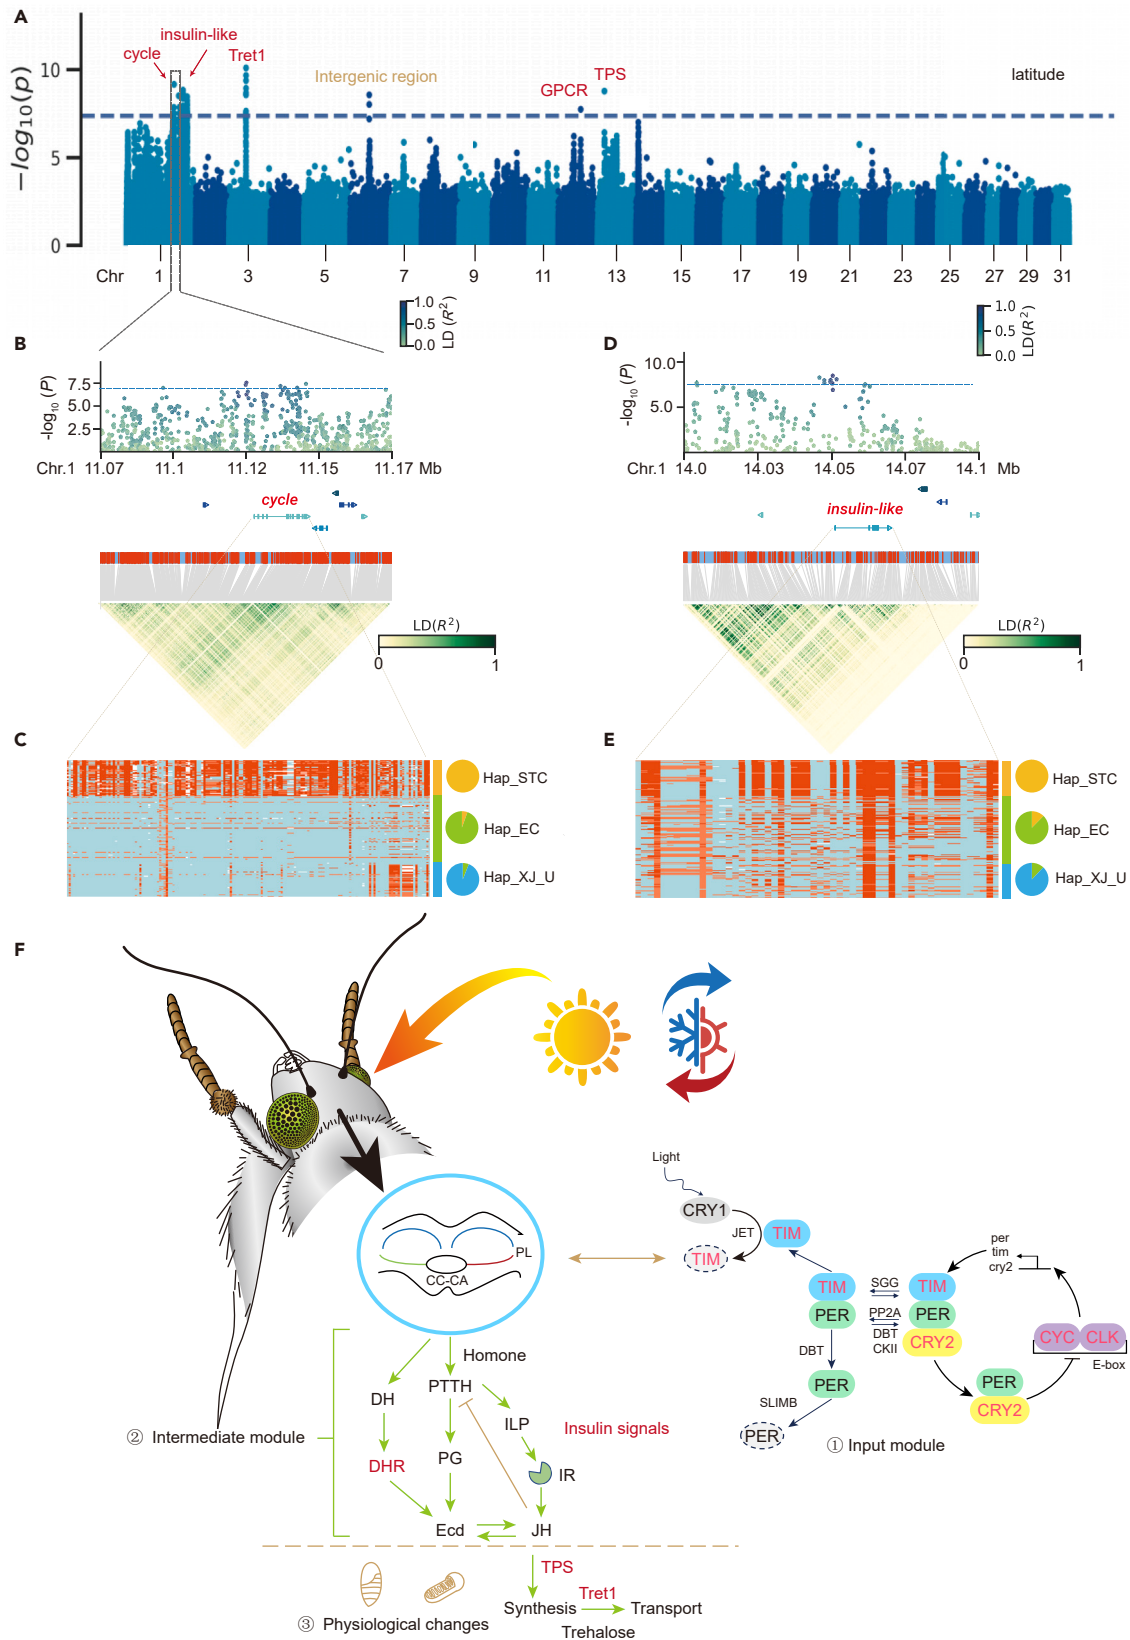 A
insulin-like
cycle
Tret1
Intergenic region
TPS
GPCR
latitude
−log10(p)
10
5
0
Chr
1
3
5
7
9
11
13
15
17
19
21
23
25
27
29
31
1.0
0.5
0.0
LD (R2)
1.0
0.5
0.0
LD(R2)
B
-log10 (P)
7.5
5.0
2.5
Chr.1 11.07 11.1 11.12 11.15 11.17 Mb
cycle
LD(R2)
0 1
D
-log10 (P)
10.0
5.0
Chr.1 14.0 14.03 14.05 14.07 14.1 Mb
insulin-like
LD(R2)
0 1
C
Hap_STC
Hap_EC
Hap_XJ_U
E
Hap_STC
Hap_EC
Hap_XJ_U
F
Light
CRY1
JET
TIM
TIM
PL
CC-CA
per
tim
cry2
TIM
PER
SGG
PP2A
DBT
CKII
TIM
PER
CRY2
CYC CLK
E-box
DBT
PER
SLIMB
PER
PER
CRY2
① Input module
Homone
PTTH
DH
ILP
Insulin signals
② Intermediate module
DHR
PG
IR
Ecd
JH
TPS
Tret1
Synthesis
Transport
③ Physiological changes
Trehalose